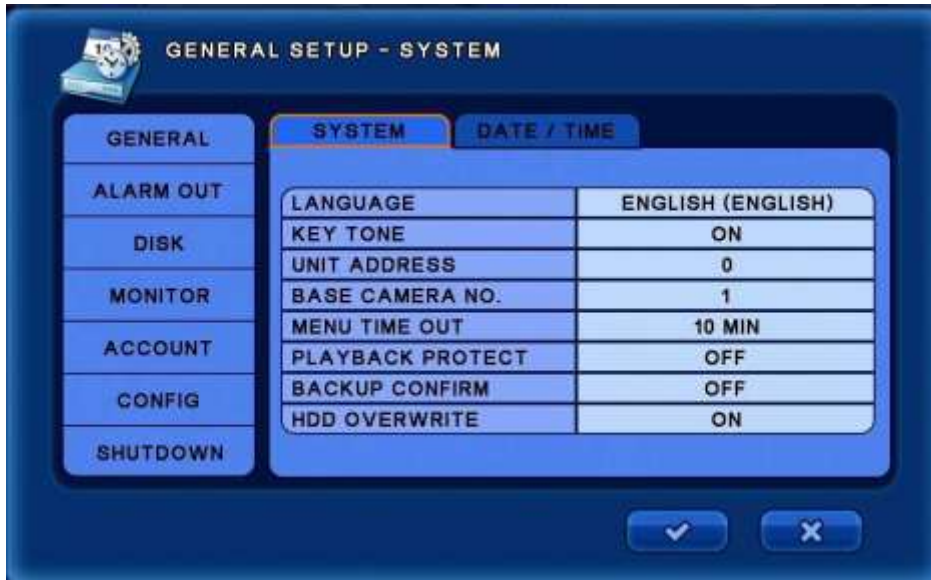 GENERAL SETUP - SYSTEM
GENERAL
ALARM OUT
DISK
MONITOR
ACCOUNT
CONFIG
SHUTDOWN
SYSTEM DATE / TIME
LANGUAGE ENGLISH (ENGLISH)
KEY TONE ON
UNIT ADDRESS 0
BASE CAMERA NO. 1
MENU TIME OUT 10 MIN
PLAYBACK PROTECT OFF
BACKUP CONFIRM OFF
HDD OVERWRITE ON